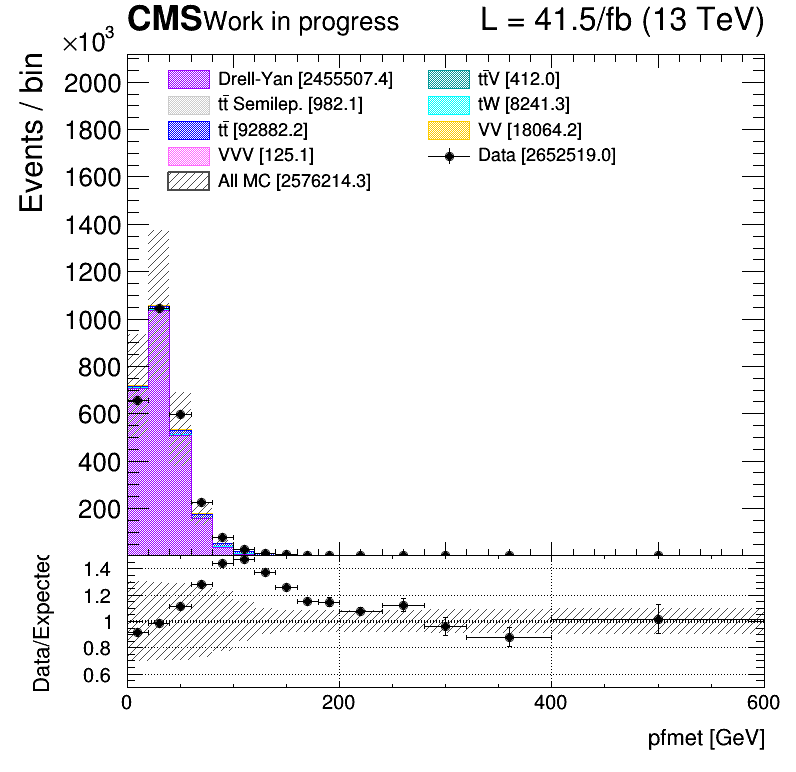 CMS Work in progress L = 41.5/fb (13 TeV)
×10³
Events / bin
Drell-Yan [2455507.4]
tt̄ Semilep. [982.1]
tt̄ [92882.2]
VVV [125.1]
All MC [2576214.3]
tt̄V [412.0]
tW [8241.3]
VV [18064.2]
Data [2652519.0]
2000
1800
1600
1400
1200
1000
800
600
400
200
Data/Expected
1.4
1.2
1
0.8
0.6
0 200 400 600
pfmet [GeV]